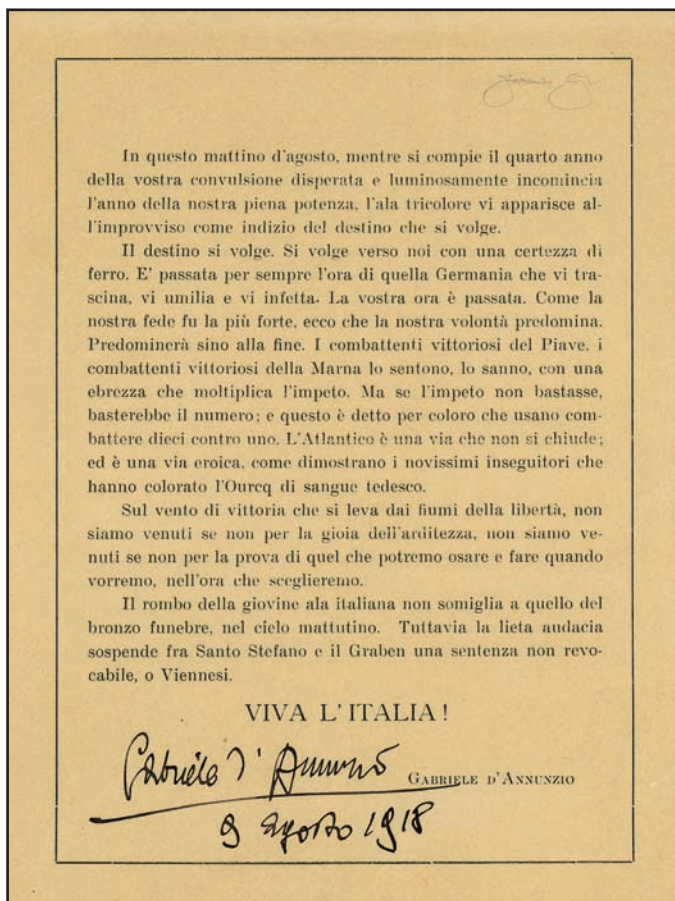 In questo mattino d'agosto, mentre si compie il quarto anno
della vostra convulsione disperata e luminosamente incomincia
l'anno della nostra piena potenza, l'ala tricolore vi apparisce al-
l'improvviso come indizio del destino che si volge.
Il destino si volge. Si volge verso noi con una certezza di
ferro. E' passata per sempre l'ora di quella Germania che vi tra-
scina, vi umilia e vi infetta. La vostra ora è passata. Come la
nostra fede fu la più forte, ecco che la nostra volontà predomina.
Predominerà sino alla fine. I combattenti vittoriosi del Piave, i
combattenti vittoriosi della Marna lo sentono, lo sanno, con una
ebrezza che moltiplica l'impeto. Ma se l'impeto non bastasse,
basterebbe il numero; e questo è detto per coloro che usano com-
battere dieci contro uno. L'Atlantico è una via che non si chiude;
ed è una via eroica, come dimostrano i novissimi inseguitori che
hanno colorato l'Ourcq di sangue tedesco.
Sul vento di vittoria che si leva dai fiumi della libertà, non
siamo venuti se non per la gioia dell'arditezza, non siamo ve-
nuti se non per la prova di quel che potremo osare e fare quando
vorremo, nell'ora che sceglieremo.
Il rombo della giovine ala italiana non somiglia a quello del
bronzo funebre, nel cielo mattutino. Tuttavia la lieta audacia
sospende fra Santo Stefano e il Graben una sentenza non revo-
cabile, o Viennesi.
VIVA L'ITALIA!
Gabriele d'Annunzio
GABRIELE D'ANNUNZIO
9 agosto 1918